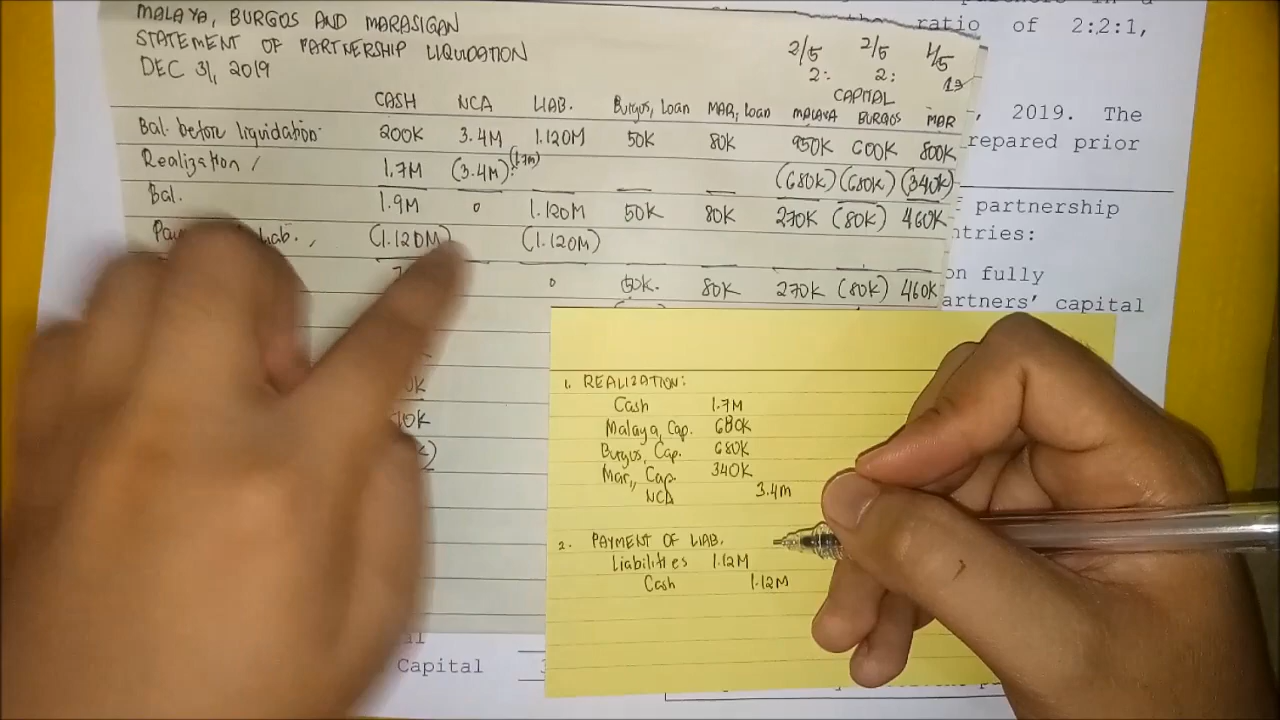 MALAYA, BURGOS AND MARASIGAN
STATEMENT OF PARTNERSHIP LIQUIDATION
DEC 31, 2019
2/5 2/5 1/5
2: 2: 1
CAPITAL
CASH NCA LIAB. Burgos, Loan MAR, Loan MALAYA BURGOS MAR
Bal. before liquidation 200K 3.4M 1.120M 50K 80K 950K 600K 800K
Realization 1.7M (3.4M) (1.7M) (680K) (680K) (340K)
Bal. 1.9M 0 1.120M 50K 80K 270K (80K) 460K
(1.120M) (1.120M)
0 50K. 80K 270K (80K) 460K
ratio of 2:2:1,
2019. The
repared prior
f partnership
ntries:
on fully
artners' capital
1. REALIZATION:
Cash 1.7M
Malaya, Cap. 680K
Burgos, Cap. 680K
Mar., Cap. 340K
NCA 3.4M
2. PAYMENT OF LIAB.
Liabilities 1.12M
Cash 1.12M
Capital